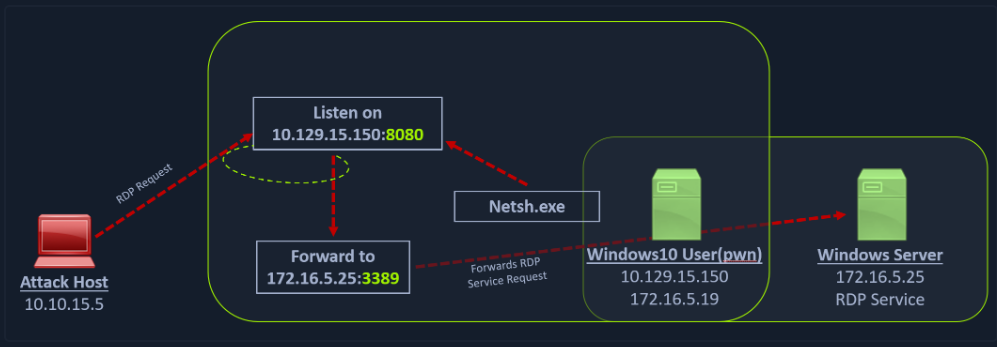 Listen on
10.129.15.150:8080
RDP Request
Netsh.exe
Forward to
172.16.5.25:3389
Forwards RDP
Service Request
Attack Host
10.10.15.5
Windows10 User(pwn)
10.129.15.150
172.16.5.19
Windows Server
172.16.5.25
RDP Service